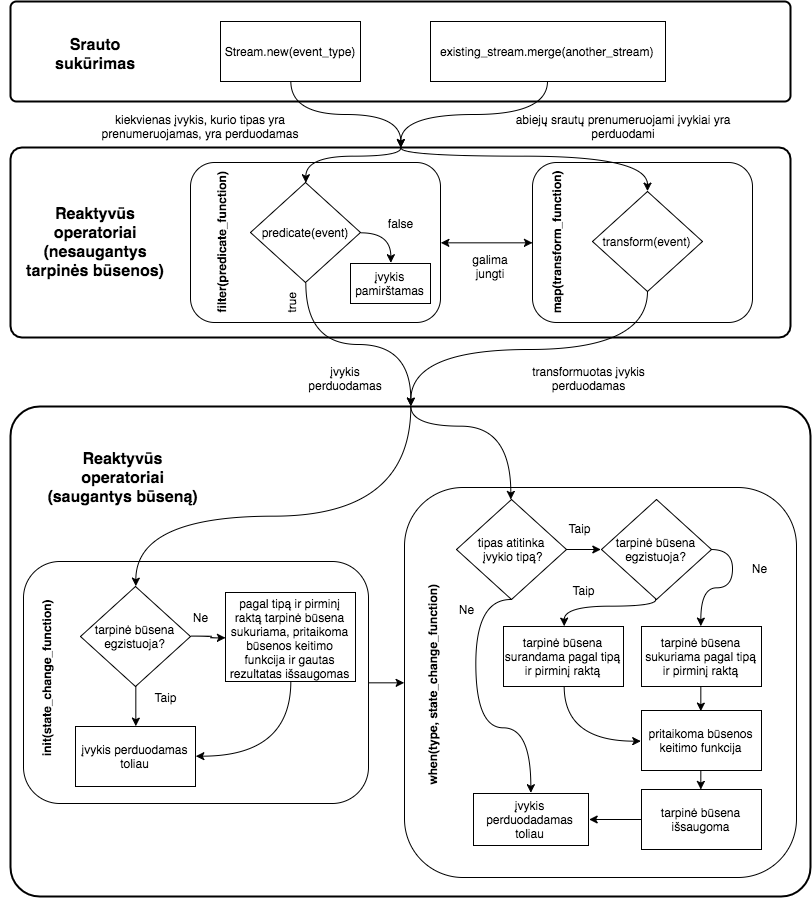 Srauto
sukūrimas
Stream.new(event_type)
existing_stream.merge(another_stream)
kiekvienas įvykis, kurio tipas yra
prenumeruojamas, yra perduodamas
abiejų srautų prenumeruojami įvykiai yra
perduodami
Reaktyvūs
operatoriai
(nesaugantys
tarpinės būsenos)
filter(predicate_function)
predicate(event)
false
įvykis
pamirštamas
true
galima
jungti
map(transform_function)
transform(event)
įvykis
perduodamas
transformuotas įvykis
perduodamas
Reaktyvūs
operatoriai
(saugantys būseną)
init(state_change_function)
tarpinė būsena
egzistuoja?
Ne
pagal tipą ir pirminį
raktą tarpinė būsena
sukuriama, pritaikoma
būsenos keitimo
funkcija ir gautas
rezultatas išsaugomas
Taip
įvykis perduodamas
toliau
when(type, state_change_function)
tipas atitinka
įvykio tipą?
Taip
tarpinė būsena
egzistuoja?
Ne
Taip
Ne
tarpinė būsena
surandama pagal tipą
ir pirminį raktą
tarpinė būsena
sukuriama pagal tipą
ir pirminį raktą
pritaikoma būsenos
keitimo funkcija
tarpinė būsena
išsaugoma
įvykis
perduodadamas
toliau